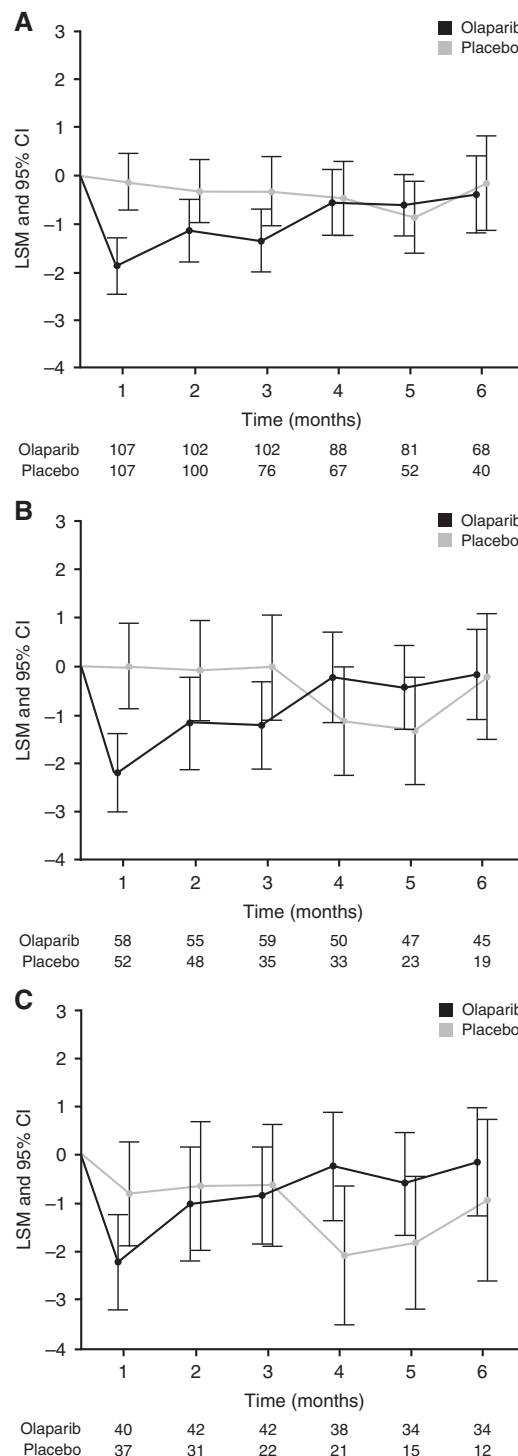 A
Olaparib
Placebo
3
2
1
0
–1
–2
–3
–4
LSM and 95% CI
1 2 3 4 5 6
Time (months)
Olaparib 107 102 102 88 81 68
Placebo 107 100 76 67 52 40
B
Olaparib
Placebo
3
2
1
0
–1
–2
–3
–4
LSM and 95% CI
1 2 3 4 5 6
Time (months)
Olaparib 58 55 59 50 47 45
Placebo 52 48 35 33 23 19
C
Olaparib
Placebo
3
2
1
0
–1
–2
–3
–4
LSM and 95% CI
1 2 3 4 5 6
Time (months)
Olaparib 40 42 42 38 34 34
Placebo 37 31 22 21 15 12